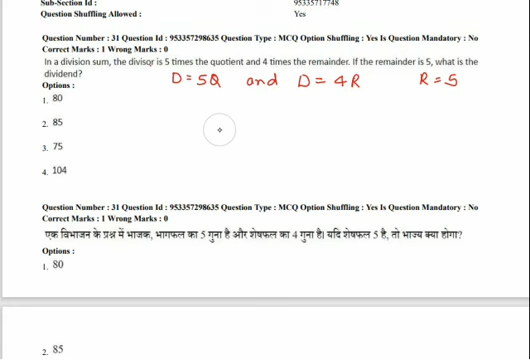 Sub-Section Id : 95335717748
Question Shuffling Allowed : Yes
Question Number : 31 Question Id : 953357298635 Question Type : MCQ Option Shuffling : Yes Is Question Mandatory : No
Correct Marks : 1 Wrong Marks : 0
In a division sum, the divisor is 5 times the quotient and 4 times the remainder. If the remainder is 5, what is the
dividend?
D = 5Q and D = 4R R = 5
Options :
1. 80
2. 85
3. 75
4. 104
Question Number : 31 Question Id : 953357298635 Question Type : MCQ Option Shuffling : Yes Is Question Mandatory : No
Correct Marks : 1 Wrong Marks : 0
एक विभाजन के प्रश्न में भाजक, भागफल का 5 गुना है और शेषफल का 4 गुना है। यदि शेषफल 5 है, तो भाज्य क्या होगा?
Options :
1. 80
2. 85